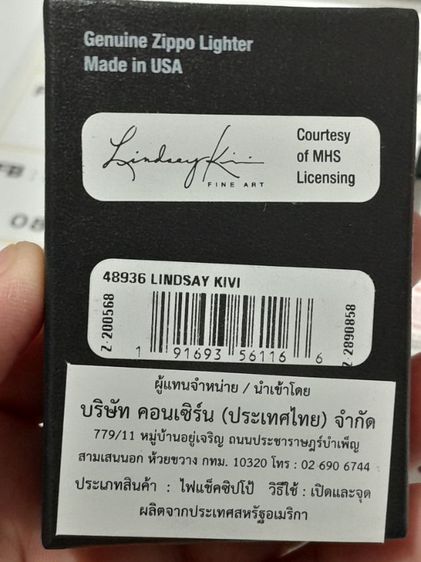 Genuine Zippo Lighter
Made in USA
Lindsay Kivi
FINE ART
Courtesy
of MHS
Licensing
48936 LINDSAY KIVI
Z 200568
Z 2890858
1 91693 56116 6
ผู้แทนจำหน่าย / นำเข้าโดย
บริษัท คอนเซิร์น (ประเทศไทย) จำกัด
779/11 หมู่บ้านอยู่เจริญ ถนนประชาราษฎร์บำเพ็ญ
สามเสนนอก ห้วยขวาง กทม. 10320 โทร : 02 690 6744
ประเภทสินค้า : ไฟแช็คซิปโป้ วิธีใช้ : เปิดและจุด
ผลิตจากประเทศสหรัฐอเมริกา